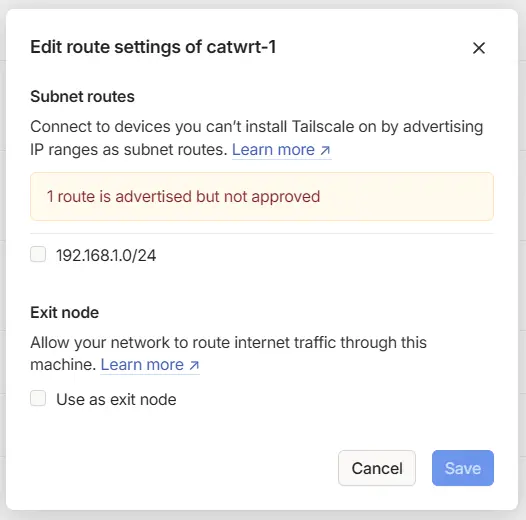 Edit route settings of catwrt-1
Subnet routes
Connect to devices you can’t install Tailscale on by advertising
IP ranges as subnet routes. Learn more ↗
1 route is advertised but not approved
192.168.1.0/24
Exit node
Allow your network to route internet traffic through this
machine. Learn more ↗
Use as exit node
Cancel
Save